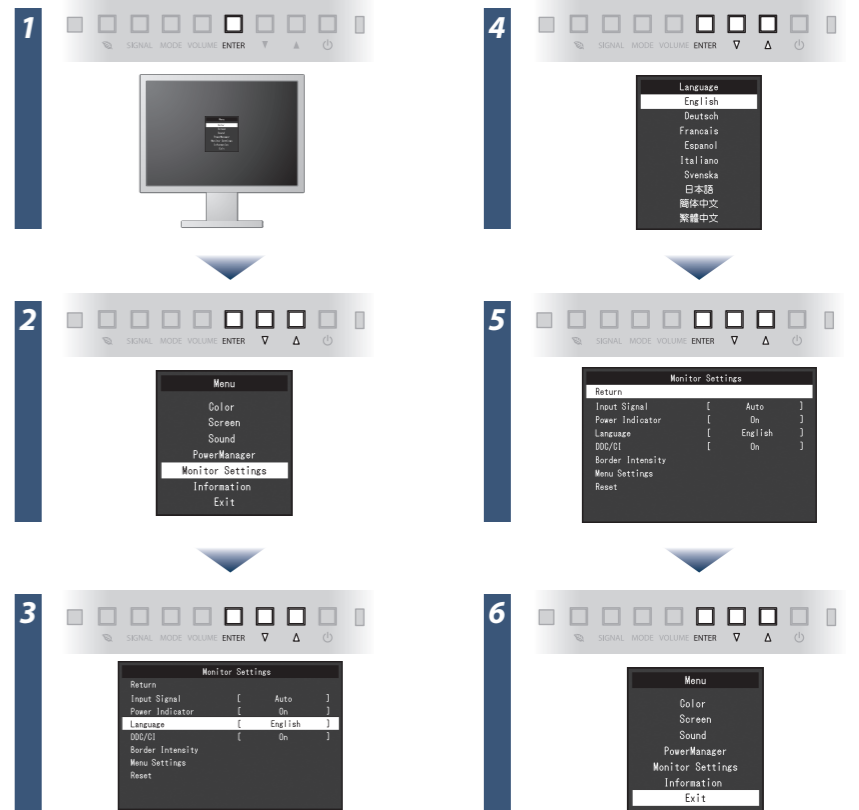 1
SIGNAL MODE VOLUME ENTER ▼ ▲
Menu
2
SIGNAL MODE VOLUME ENTER ∇ Δ
Menu
Color
Screen
Sound
PowerManager
Monitor Settings
Information
Exit
3
SIGNAL MODE VOLUME ENTER ∇ Δ
Monitor Settings
Return
Input Signal [ Auto ]
Power Indicator [ On ]
Language [ English ]
DDC/CI [ On ]
Border Intensity
Menu Settings
Reset
4
SIGNAL MODE VOLUME ENTER ∇ Δ
Language
English
Deutsch
Francais
Espanol
Italiano
Svenska
日本語
簡体中文
繁體中文
5
SIGNAL MODE VOLUME ENTER ∇ Δ
Monitor Settings
Return
Input Signal [ Auto ]
Power Indicator [ On ]
Language [ English ]
DDC/CI [ On ]
Border Intensity
Menu Settings
Reset
6
SIGNAL MODE VOLUME ENTER ∇ Δ
Menu
Color
Screen
Sound
PowerManager
Monitor Settings
Information
Exit